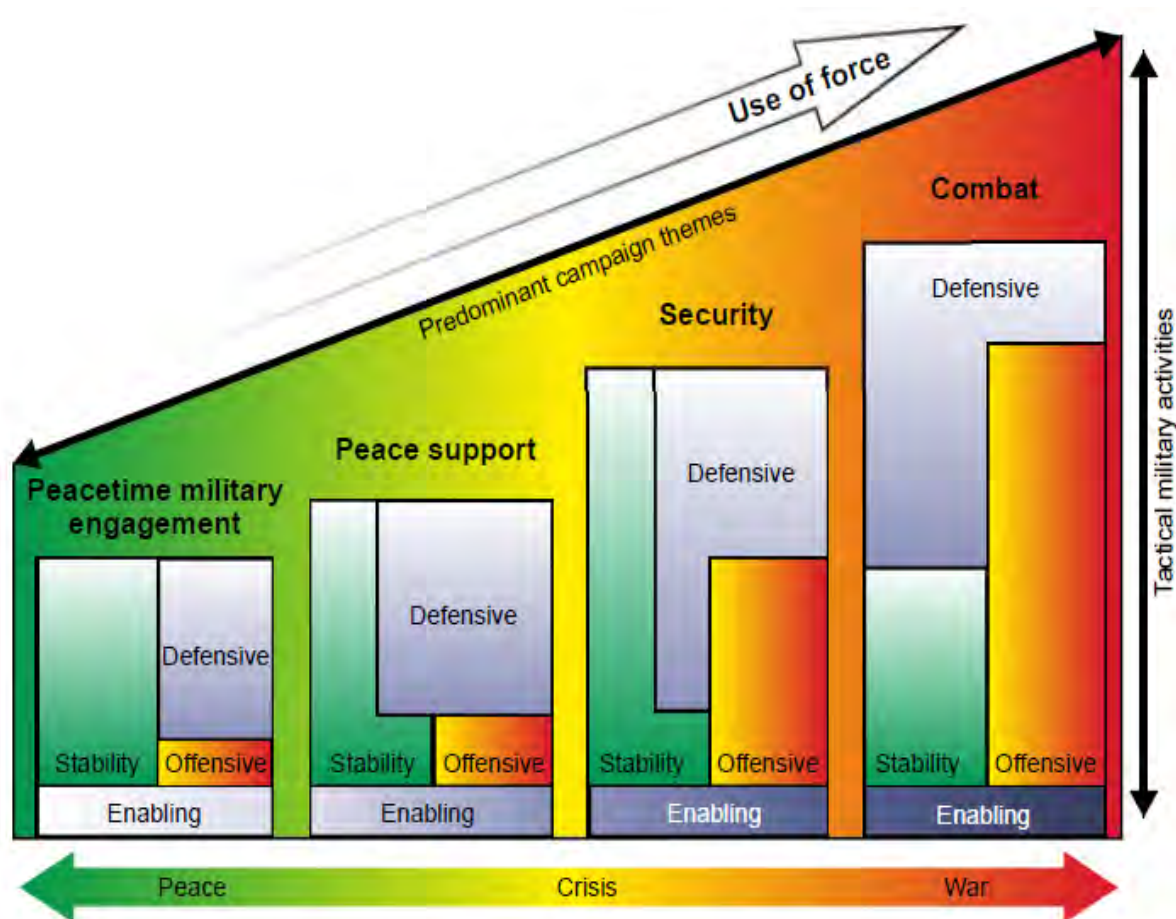 Use of force
Predominant campaign themes
Combat
Defensive
Security
Defensive
Peace support
Defensive
Peacetime military
engagement
Defensive
Stability
Offensive
Enabling
Stability
Offensive
Enabling
Stability
Offensive
Enabling
Stability
Offensive
Enabling
Tactical military activities
Peace
Crisis
War